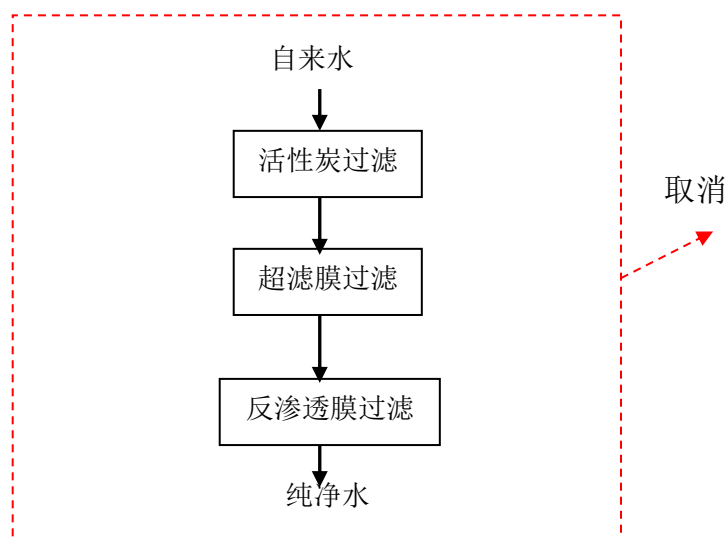 自来水
活性炭过滤
取消
超滤膜过滤
反渗透膜过滤
纯净水